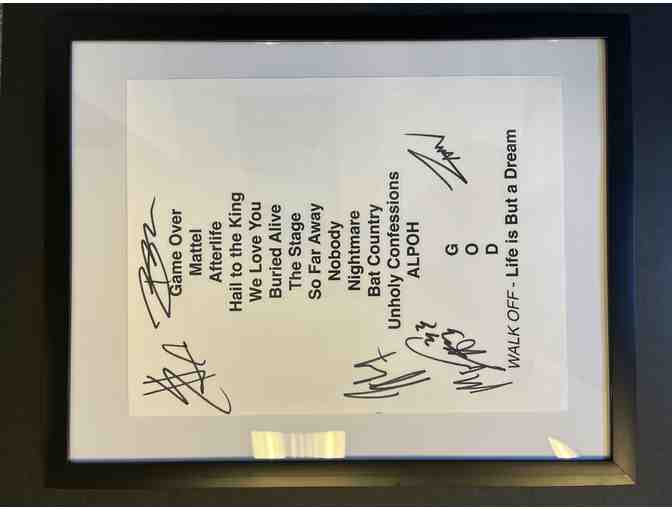 Game Over
Mattel
Afterlife
Hail to the King
We Love You
Buried Alive
The Stage
So Far Away
Nobody
Nightmare
Bat Country
Unholy Confessions
ALPOH
G
O
D
WALK OFF - Life is But a Dream